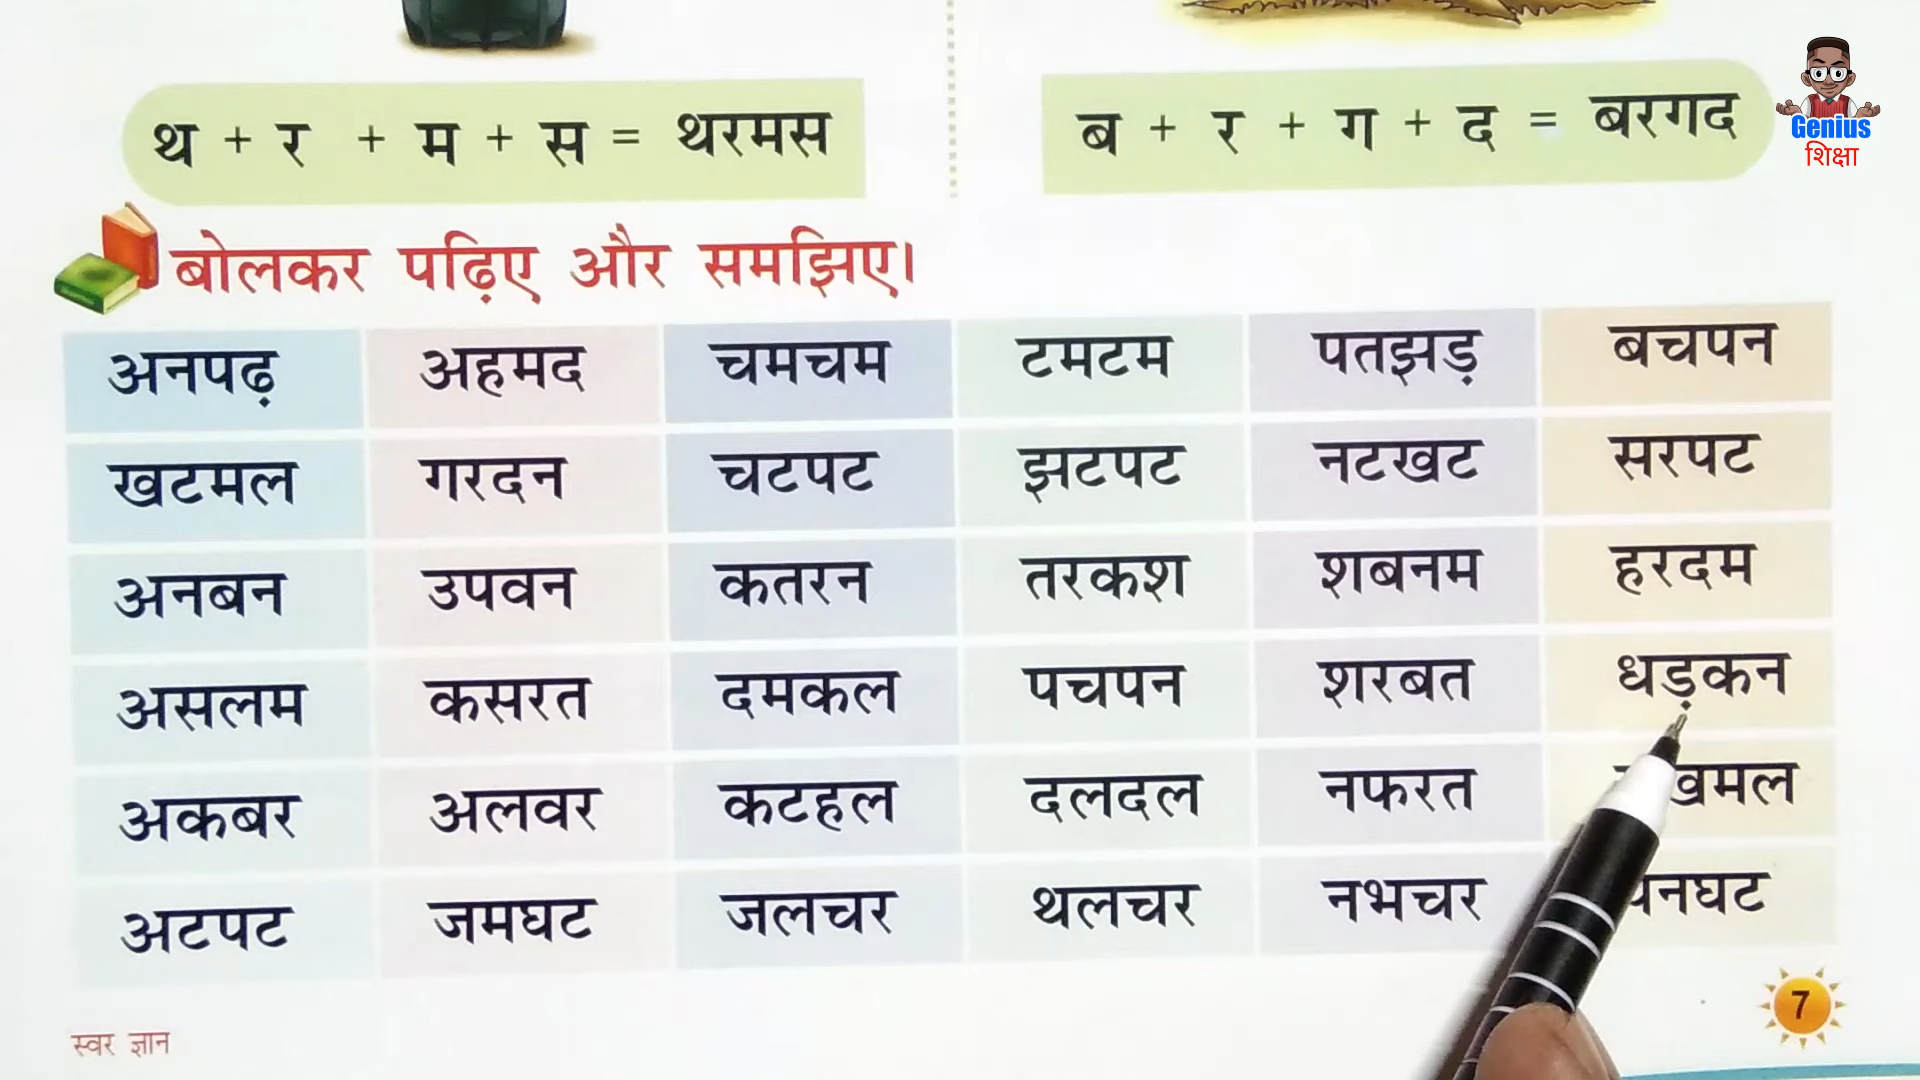 थ + र + म + स = थरमस
ब + र + ग + द = बरगद
Genius
शिक्षा
बोलकर पढ़िए और समझिए।
अनपढ़ अहमद चमचम टमटम पतझड़ बचपन
खटमल गरदन चटपट झटपट नटखट सरपट
अनबन उपवन कतरन तरकश शबनम हरदम
असलम कसरत दमकल पचपन शरबत धड़कन
अकबर अलवर कटहल दलदल नफरत
अटपट जमघट जलचर थलचर नभचर पनघट
7
स्वर ज्ञान